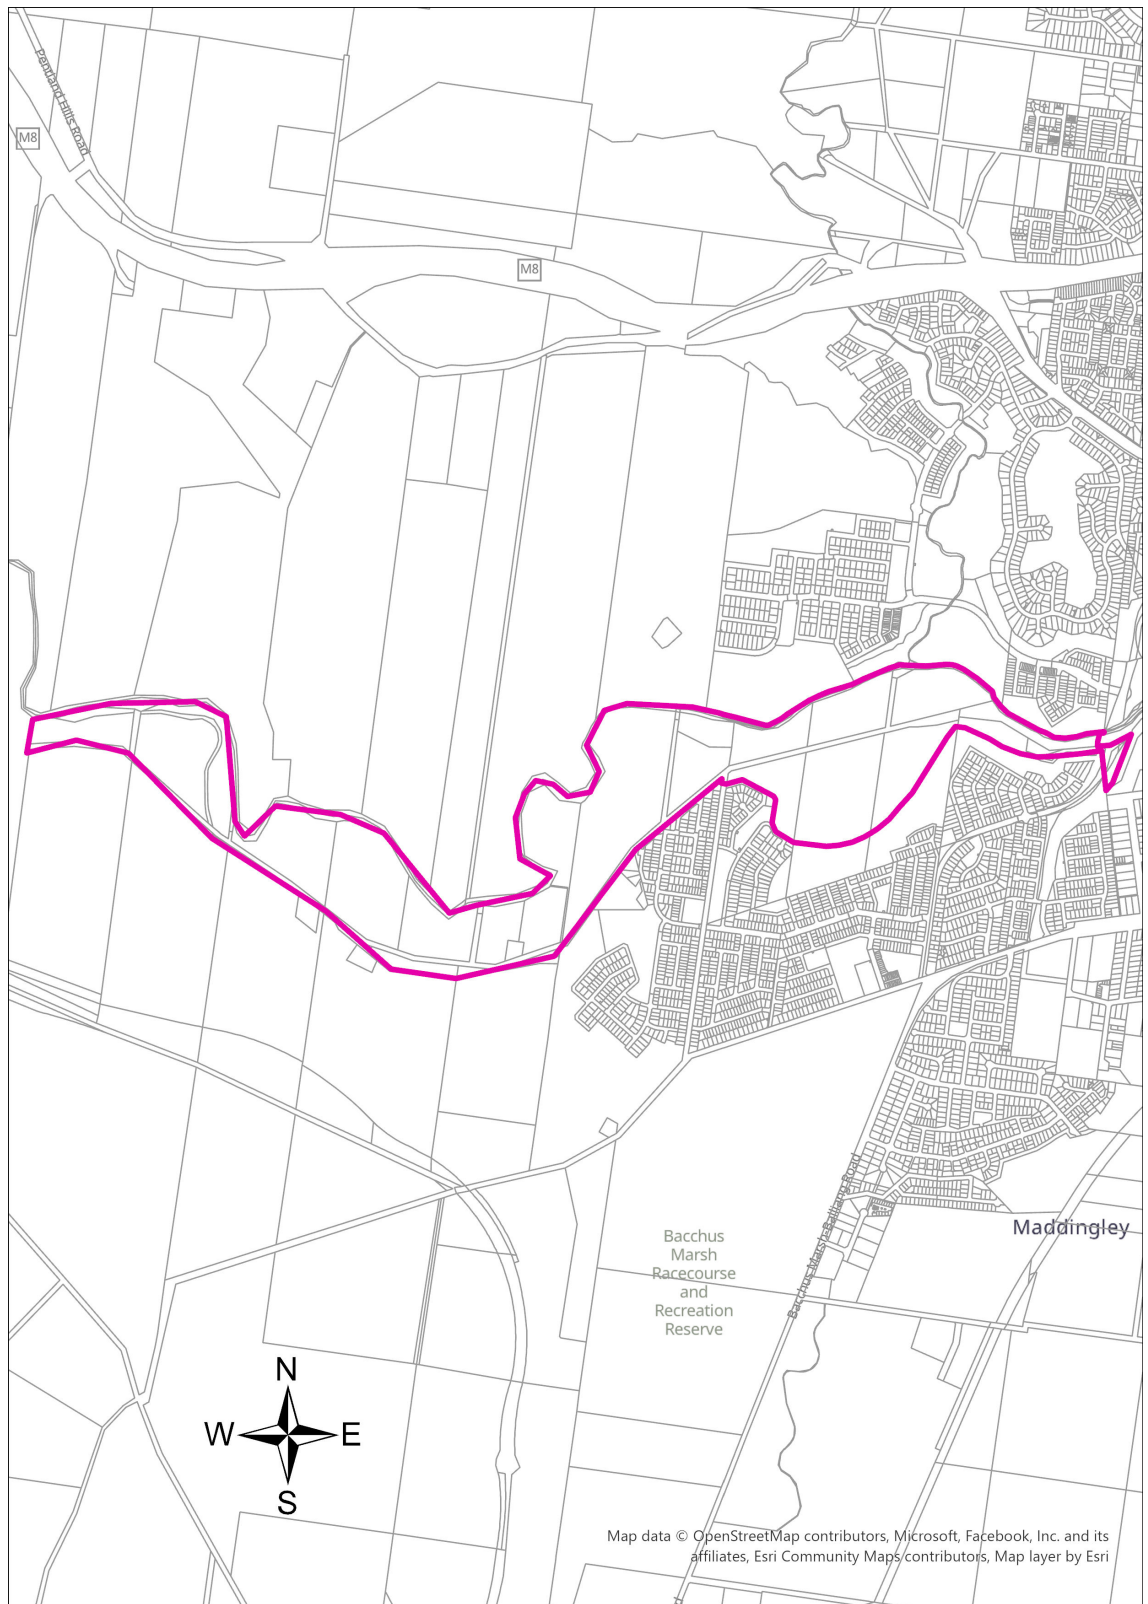 Pentland Hills Road
M8
M8
Bacchus Marsh Balliang Road
Maddingley
Bacchus
Marsh
Racecourse
and
Recreation
Reserve
N
W E
S
Map data © OpenStreetMap contributors, Microsoft, Facebook, Inc. and its
affiliates, Esri Community Maps contributors, Map layer by Esri